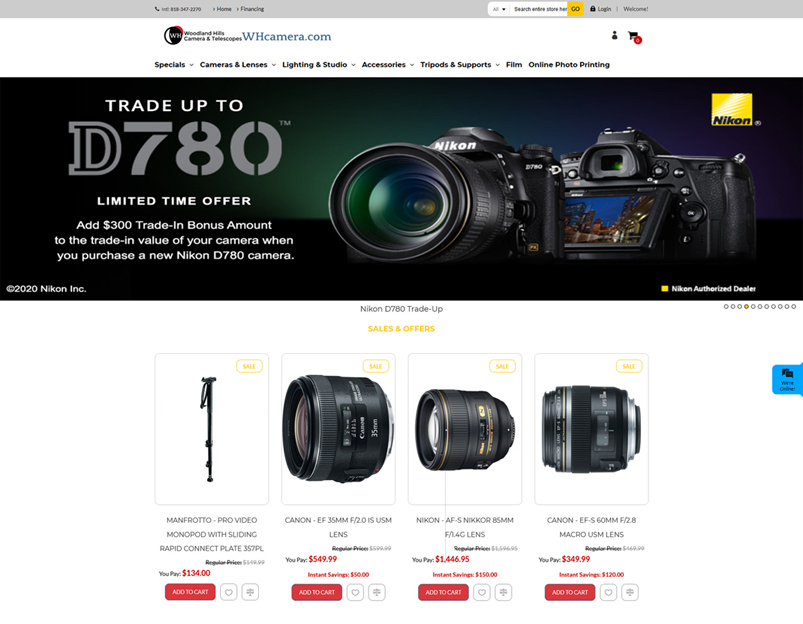 Intl: 818-347-2270 › Home › Financing
All Search entire store her GO Login | Welcome!
WH Woodland Hills
Camera & Telescopes WHcamera.com
0
Specials Cameras & Lenses Lighting & Studio Accessories Tripods & Supports Film Online Photo Printing
TRADE UP TO
D780™
LIMITED TIME OFFER
Add $300 Trade-In Bonus Amount
to the trade-in value of your camera when
you purchase a new Nikon D780 camera.
Nikon®
Nikon
D780
FX
©2020 Nikon Inc.
Nikon Authorized Dealer
Nikon D780 Trade-Up
SALES & OFFERS
We're
Online!
SALE SALE SALE SALE
Canon 35mm
MANFROTTO - PRO VIDEO
MONOPOD WITH SLIDING
RAPID CONNECT PLATE 357PL
Regular Price: $149.99
You Pay: $134.00
ADD TO CART
CANON - EF 35MM F/2.0 IS USM
LENS
Regular Price: $599.99
You Pay: $549.99
Instant Savings: $50.00
ADD TO CART
NIKON - AF-S NIKKOR 85MM
F/1.4G LENS
Regular Price: $1,596.95
You Pay: $1,446.95
Instant Savings: $150.00
ADD TO CART
CANON - EF-S 60MM F/2.8
MACRO USM LENS
Regular Price: $469.99
You Pay: $349.99
Instant Savings: $120.00
ADD TO CART